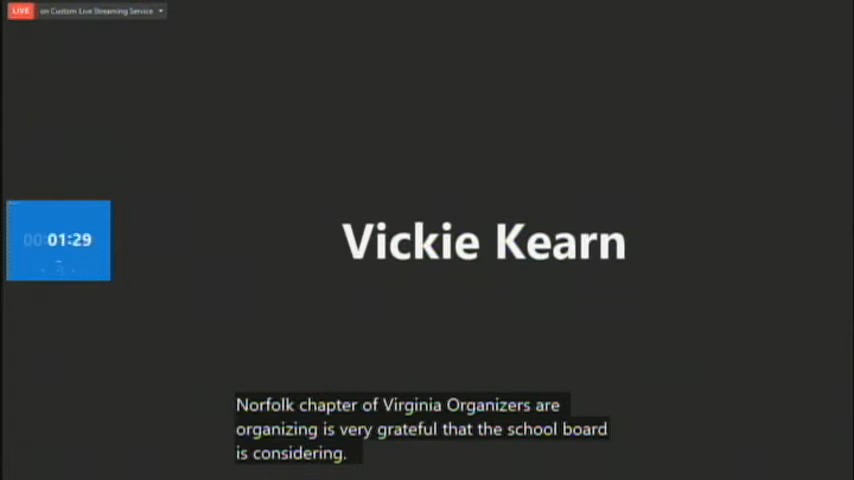 LIVE on Custom Live Streaming Service
00:01:29
Vickie Kearn
Norfolk chapter of Virginia Organizers are
organizing is very grateful that the school board
is considering.